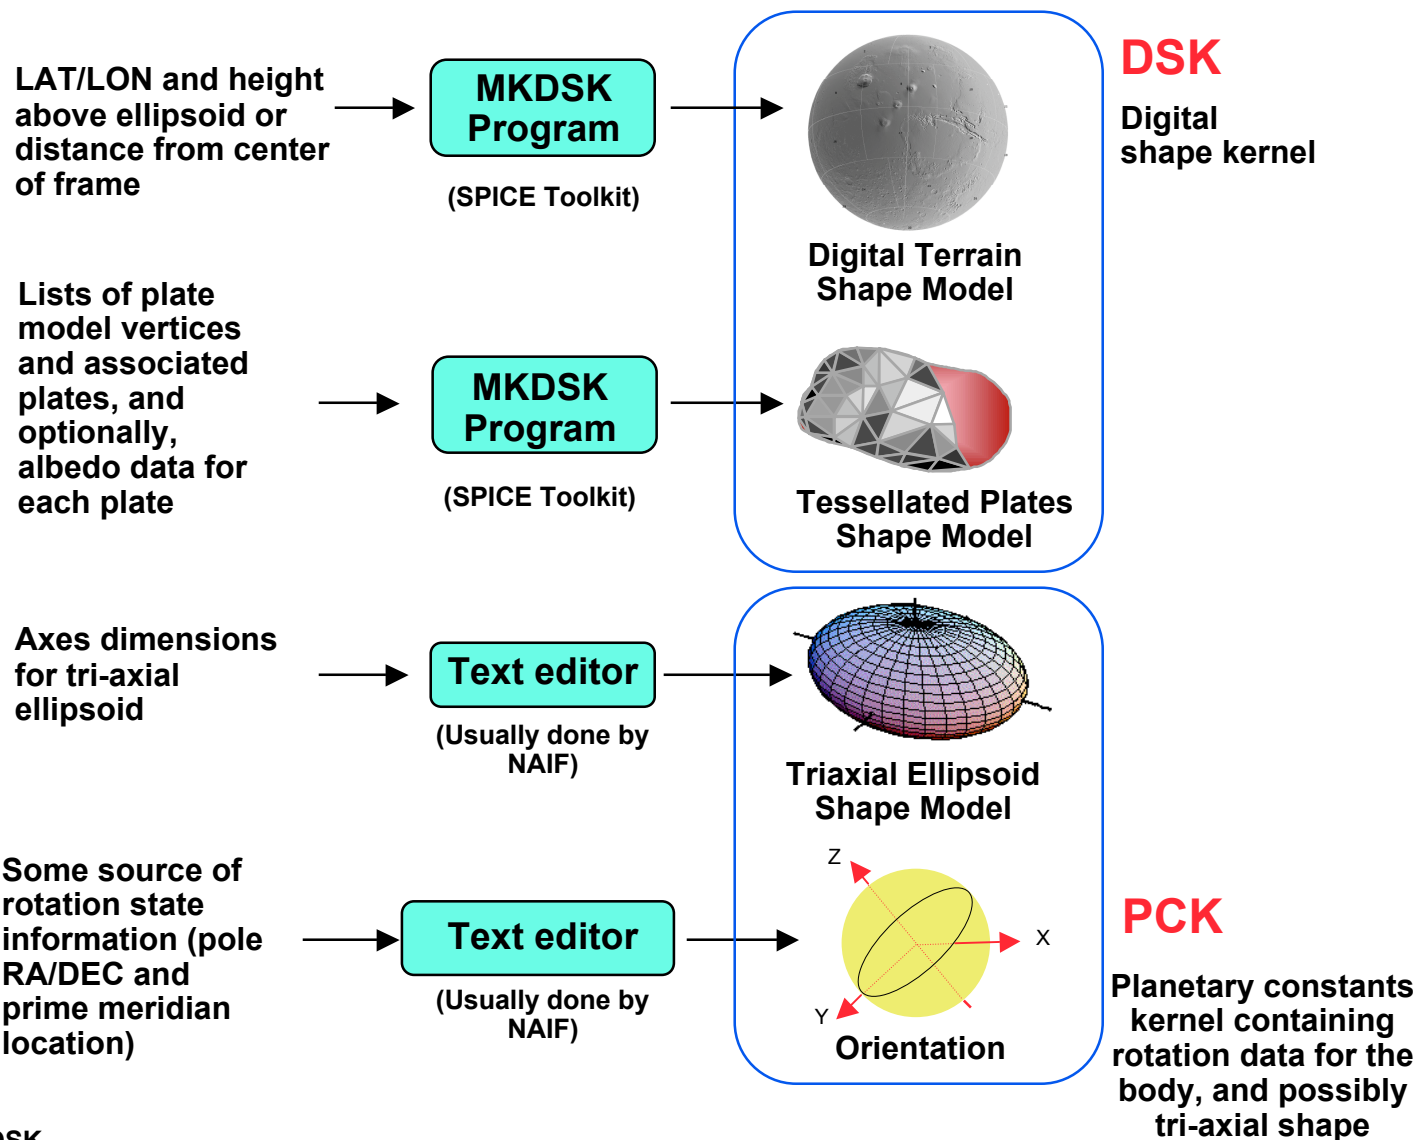 LAT/LON and height
above ellipsoid or
distance from center
of frame
MKDSK
Program
(SPICE Toolkit)
Digital Terrain
Shape Model
DSK
Digital
shape kernel
Lists of plate
model vertices
and associated
plates, and
optionally,
albedo data for
each plate
MKDSK
Program
(SPICE Toolkit)
Tessellated Plates
Shape Model
Axes dimensions
for tri-axial
ellipsoid
Text editor
(Usually done by
NAIF)
Triaxial Ellipsoid
Shape Model
Some source of
rotation state
information (pole
RA/DEC and
prime meridian
location)
Text editor
(Usually done by
NAIF)
Z
X
Y
Orientation
PCK
Planetary constants
kernel containing
rotation data for the
body, and possibly
tri-axial shape